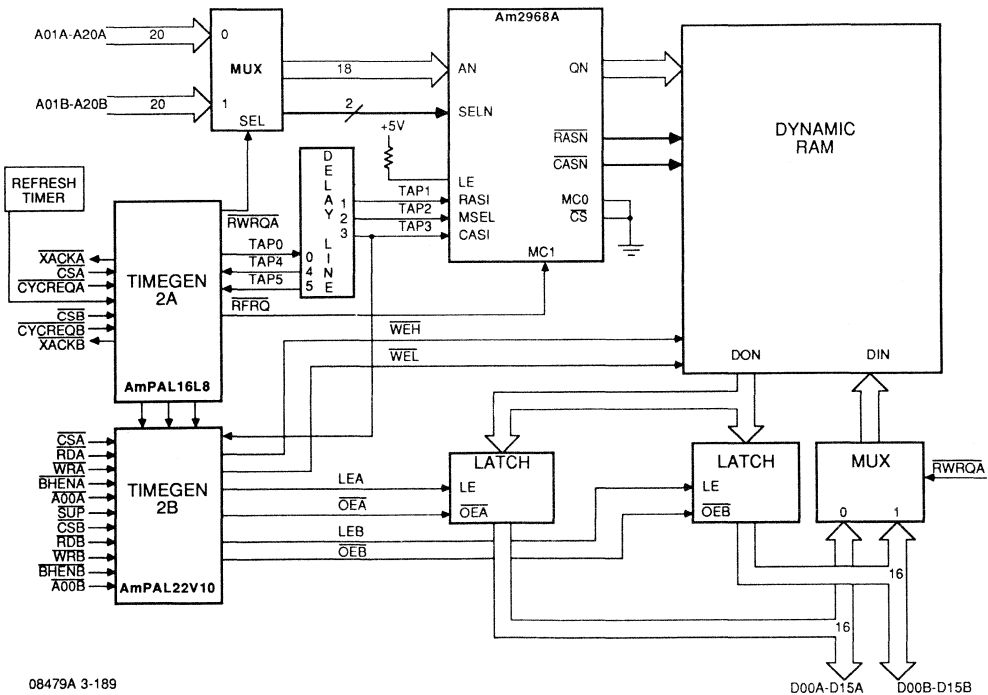 A01A-A20A
20
0
MUX
A01B-A20B
20
1
SEL
18
2
+5V
Am2968A
AN
QN
SELN
RASN
CASN
LE
RASI
MSEL
CASI
MC0
CS
MC1
DYNAMIC
RAM
DON
DIN
REFRESH
TIMER
DELAY LINE
1
2
3
0
4
5
TAP1
TAP2
TAP3
RWRQA
TAP0
TAP4
TAP5
RFRQ
XACKA
CSA
CYCREQA
CSB
CYCREQB
XACKB
TIMEGEN
2A
AmPAL16L8
WEH
WEL
CSA
RDA
WRA
BHENA
A00A
SUP
CSB
RDB
WRB
BHENB
A00B
TIMEGEN
2B
AmPAL22V10
LEA
OEA
LEB
OEB
LATCH
LE
OEA
LATCH
LE
OEB
MUX
0
1
RWRQA
16
16
D00A-D15A
D00B-D15B
08479A 3-189